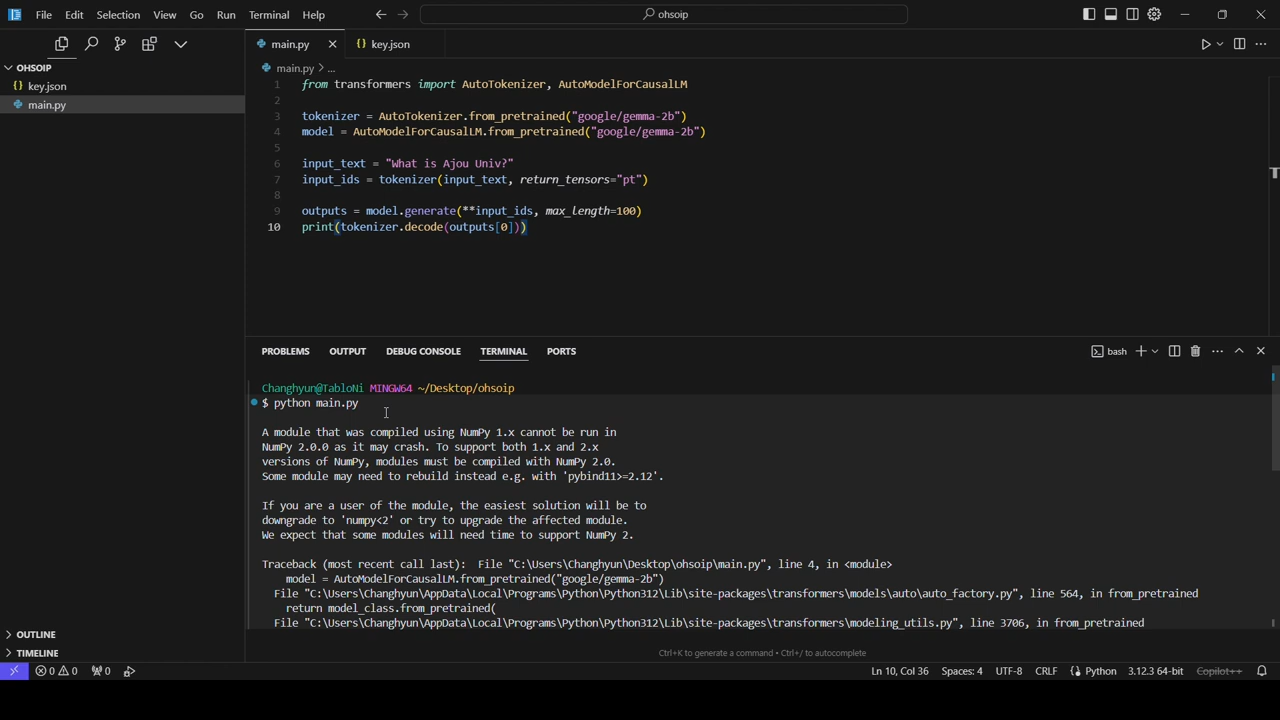 File Edit Selection View Go Run Terminal Help
ohsoip
OHSOIP
{} key.json
main.py
main.py
{} key.json
main.py > ...
1 from transformers import AutoTokenizer, AutoModelForCausalLM
2
3 tokenizer = AutoTokenizer.from_pretrained("google/gemma-2b")
4 model = AutoModelForCausalLM.from_pretrained("google/gemma-2b")
5
6 input_text = "What is Ajou Univ?"
7 input_ids = tokenizer(input_text, return_tensors="pt")
8
9 outputs = model.generate(**input_ids, max_length=100)
10 print(tokenizer.decode(outputs[0]))
PROBLEMS OUTPUT DEBUG CONSOLE TERMINAL PORTS
bash
Changhyun@TabloNi MINGW64 ~/Desktop/ohsoip
$ python main.py
A module that was compiled using NumPy 1.x cannot be run in
NumPy 2.0.0 as it may crash. To support both 1.x and 2.x
versions of NumPy, modules must be compiled with NumPy 2.0.
Some module may need to rebuild instead e.g. with 'pybind11>=2.12'.
If you are a user of the module, the easiest solution will be to
downgrade to 'numpy<2' or try to upgrade the affected module.
We expect that some modules will need time to support NumPy 2.
Traceback (most recent call last):  File "C:\Users\Changhyun\Desktop\ohsoip\main.py", line 4, in <module>
model = AutoModelForCausalLM.from_pretrained("google/gemma-2b")
File "C:\Users\Changhyun\AppData\Local\Programs\Python\Python312\Lib\site-packages\transformers\models\auto\auto_factory.py", line 564, in from_pretrained
return model_class.from_pretrained(
File "C:\Users\Changhyun\AppData\Local\Programs\Python\Python312\Lib\site-packages\transformers\modeling_utils.py", line 3706, in from_pretrained
Ctrl+K to generate a command • Ctrl+/ to autocomplete
OUTLINE
TIMELINE
0 0 0
Ln 10, Col 36 Spaces: 4 UTF-8 CRLF {} Python 3.12.3 64-bit Copilot++